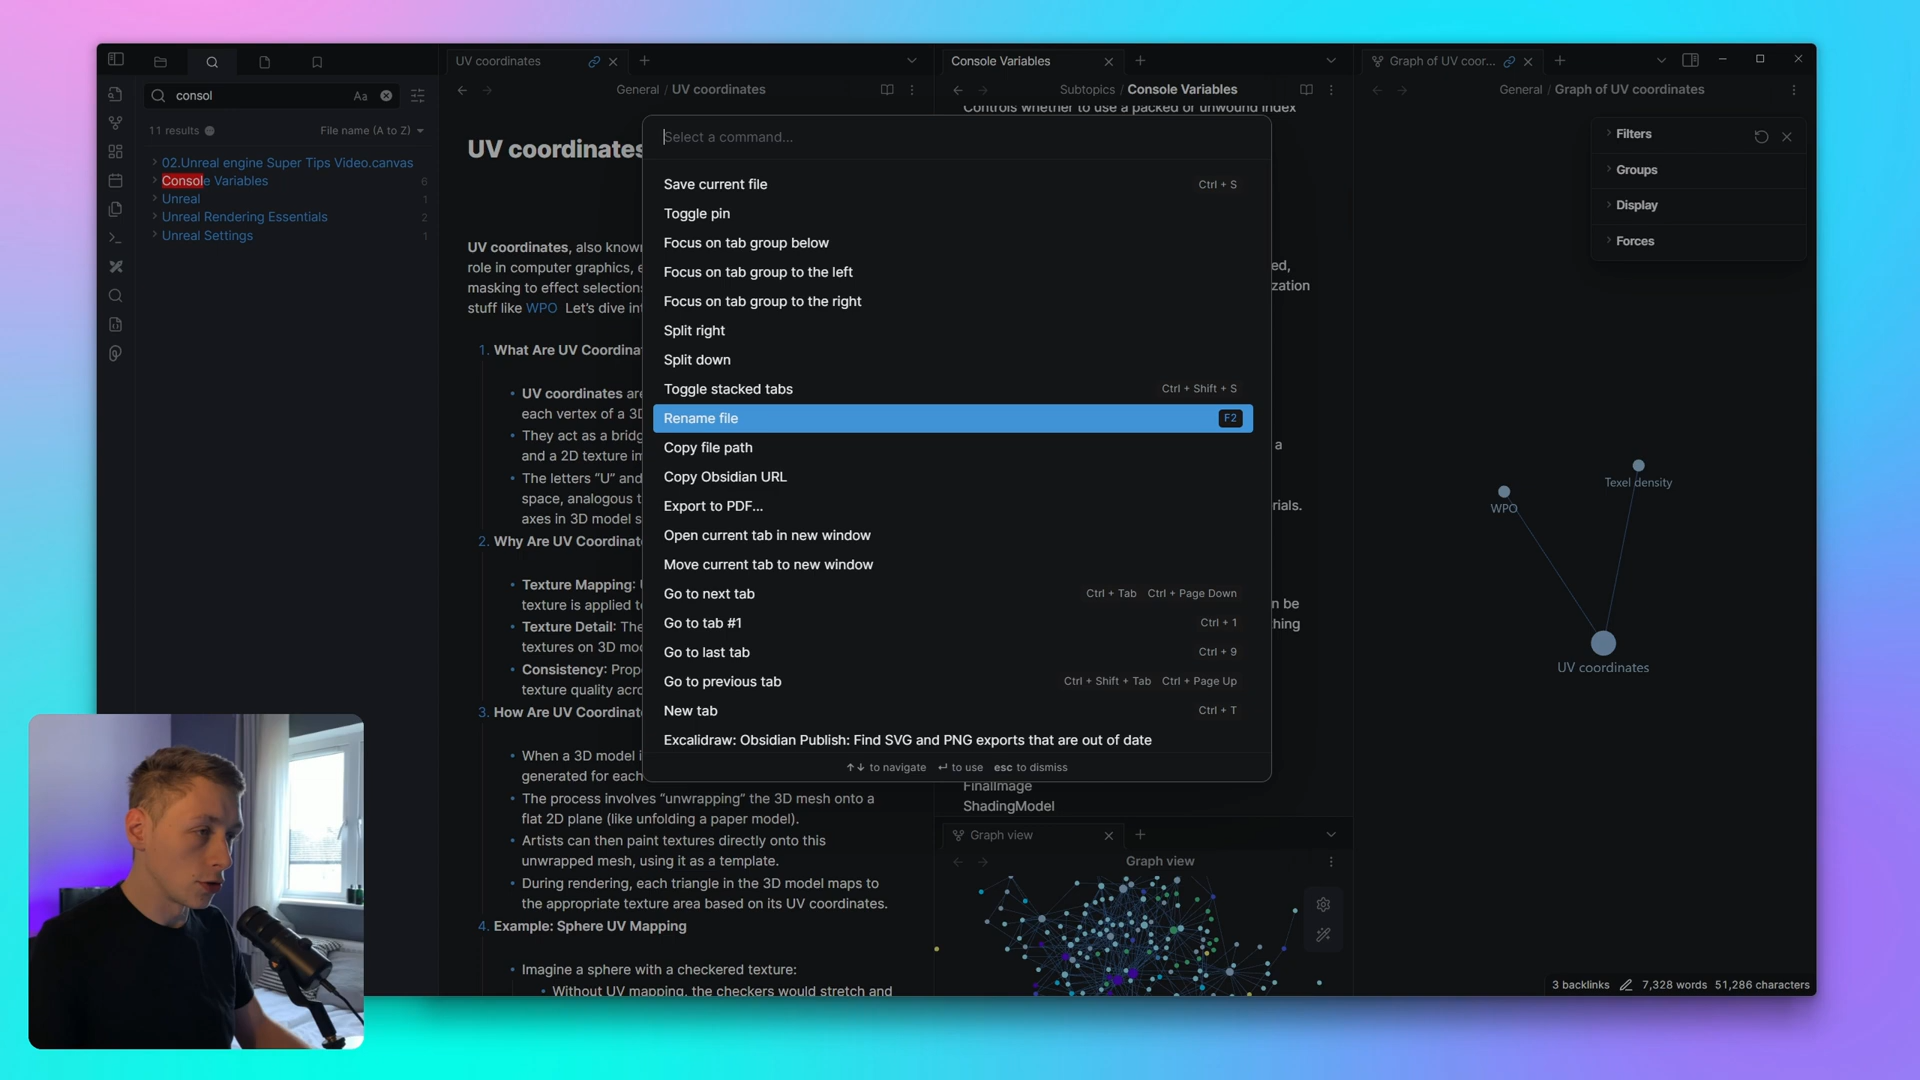 UV coordinates
Console Variables
Graph of UV coor...
consol
Aa
General / UV coordinates
Subtopics / Console Variables
General / Graph of UV coordinates
Controls whether to use a packed or unwound index
11 results
File name (A to Z)
02.Unreal engine Super Tips Video.canvas
Console Variables
6
Unreal
1
Unreal Rendering Essentials
2
Unreal Settings
1
UV coordinates
UV coordinates, also know
role in computer graphics, e
masking to effect selections
stuff like WPO Let's dive in
1. What Are UV Coordina
UV coordinates are
each vertex of a 3D
They act as a bridg
and a 2D texture im
The letters “U” and
space, analogous t
axes in 3D model s
2. Why Are UV Coordinat
Texture Mapping:
texture is applied t
Texture Detail: The
textures on 3D mo
Consistency: Prop
texture quality acr
3. How Are UV Coordinat
When a 3D model i
generated for each
The process involves “unwrapping” the 3D mesh onto a
flat 2D plane (like unfolding a paper model).
Artists can then paint textures directly onto this
unwrapped mesh, using it as a template.
During rendering, each triangle in the 3D model maps to
the appropriate texture area based on its UV coordinates.
4. Example: Sphere UV Mapping
Imagine a sphere with a checkered texture:
Without UV mapping, the checkers would stretch and
Select a command...
Save current file
Ctrl + S
Toggle pin
Focus on tab group below
Focus on tab group to the left
Focus on tab group to the right
Split right
Split down
Toggle stacked tabs
Ctrl + Shift + S
Rename file
F2
Copy file path
Copy Obsidian URL
Export to PDF...
Open current tab in new window
Move current tab to new window
Go to next tab
Ctrl + Tab Ctrl + Page Down
Go to tab #1
Ctrl + 1
Go to last tab
Ctrl + 9
Go to previous tab
Ctrl + Shift + Tab Ctrl + Page Up
New tab
Ctrl + T
Excalidraw: Obsidian Publish: Find SVG and PNG exports that are out of date
↑↓ to navigate ↵ to use esc to dismiss
ed,
ization
a
rials.
n be
thing
FinalImage
ShadingModel
Graph view
Graph view
Filters
Groups
Display
Forces
Texel density
WPO
UV coordinates
3 backlinks 7,328 words 51,286 characters